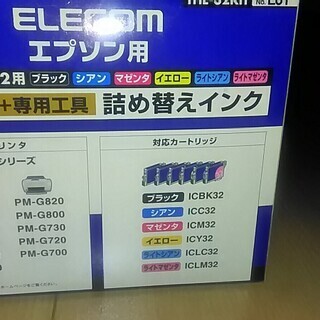 ELECOM
エプソン用
2用 ブラック シアン マゼンタ イエロー ライトシアン ライトマゼンタ
+専用工具 詰め替えインク
リンタ
シリーズ
PM-G820
PM-G800
PM-G730
PM-G720
PM-G700
対応カートリッジ
ブラック ICBK32
シアン ICC32
マゼンタ ICM32
イエロー ICY32
ライトシアン ICLC32
ライトマゼンタ ICLM32